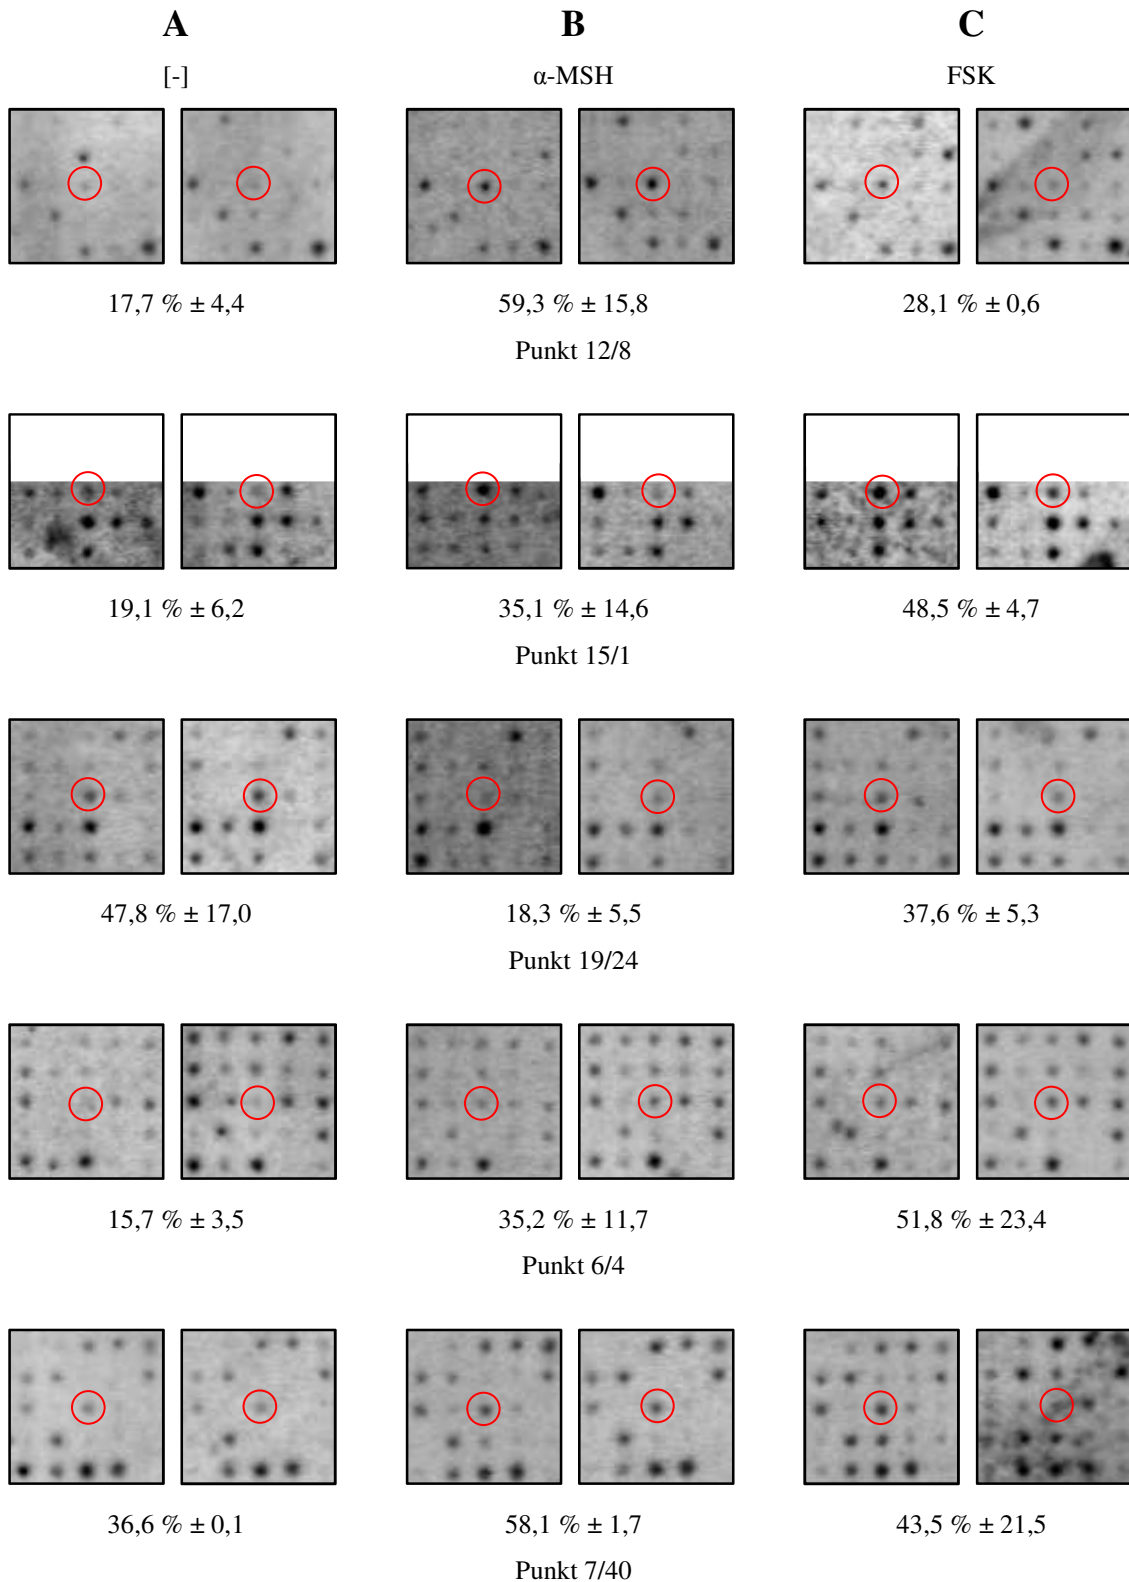 A B C
[-] α-MSH FSK
17,7 % ± 4,4 59,3 % ± 15,8 28,1 % ± 0,6
Punkt 12/8
19,1 % ± 6,2 35,1 % ± 14,6 48,5 % ± 4,7
Punkt 15/1
47,8 % ± 17,0 18,3 % ± 5,5 37,6 % ± 5,3
Punkt 19/24
15,7 % ± 3,5 35,2 % ± 11,7 51,8 % ± 23,4
Punkt 6/4
36,6 % ± 0,1 58,1 % ± 1,7 43,5 % ± 21,5
Punkt 7/40